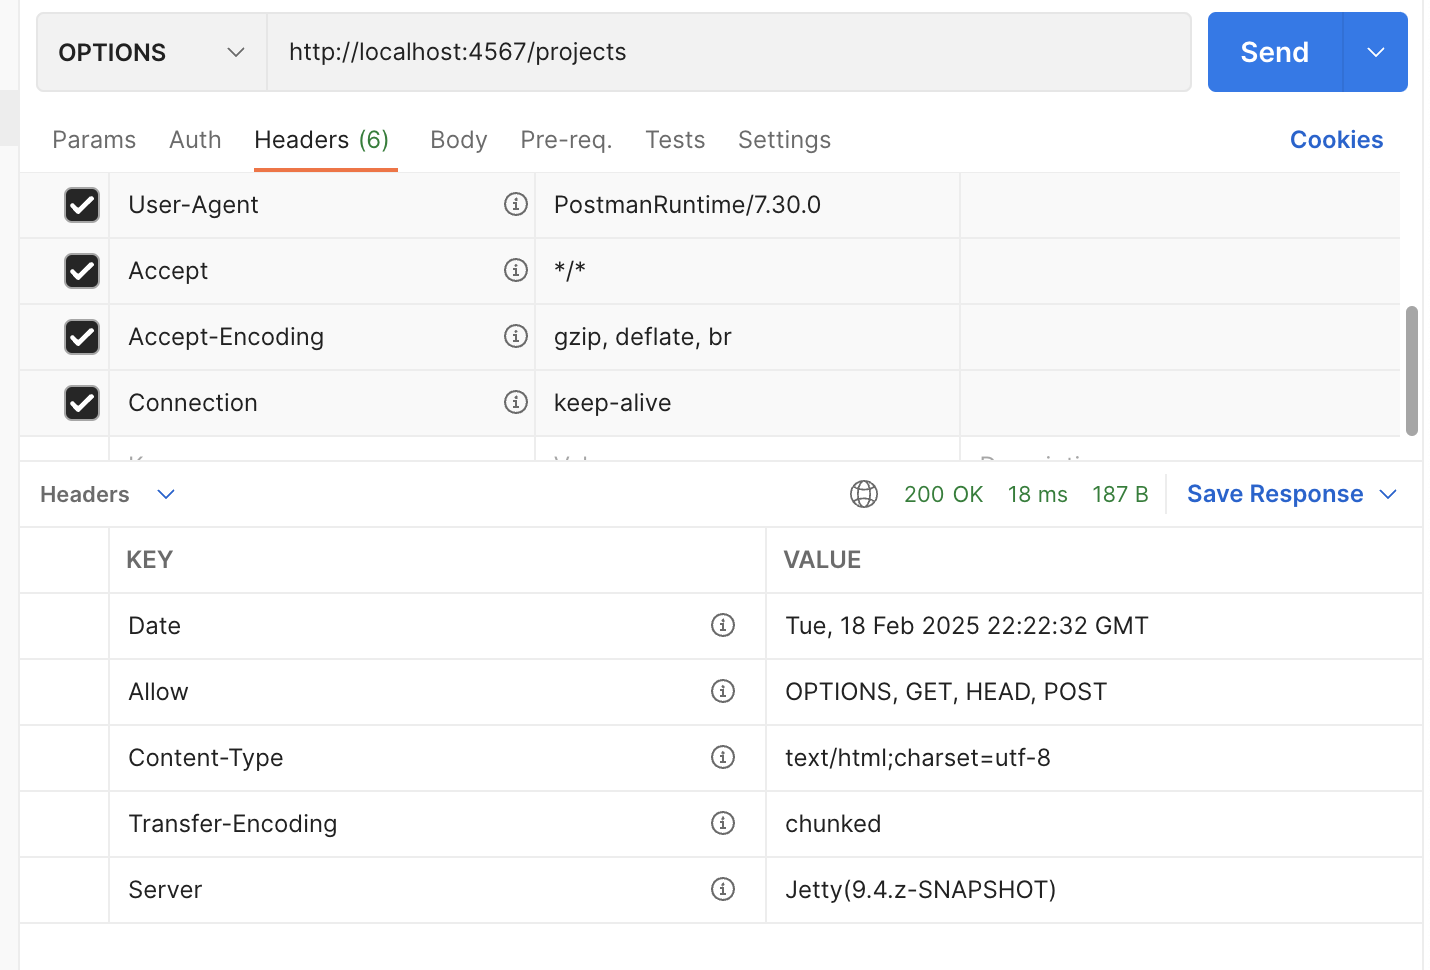 OPTIONS http://localhost:4567/projects Send
Params Auth Headers (6) Body Pre-req. Tests Settings Cookies
User-Agent PostmanRuntime/7.30.0
Accept */*
Accept-Encoding gzip, deflate, br
Connection keep-alive
Headers 200 OK 18 ms 187 B Save Response
KEY VALUE
Date Tue, 18 Feb 2025 22:22:32 GMT
Allow OPTIONS, GET, HEAD, POST
Content-Type text/html;charset=utf-8
Transfer-Encoding chunked
Server Jetty(9.4.z-SNAPSHOT)